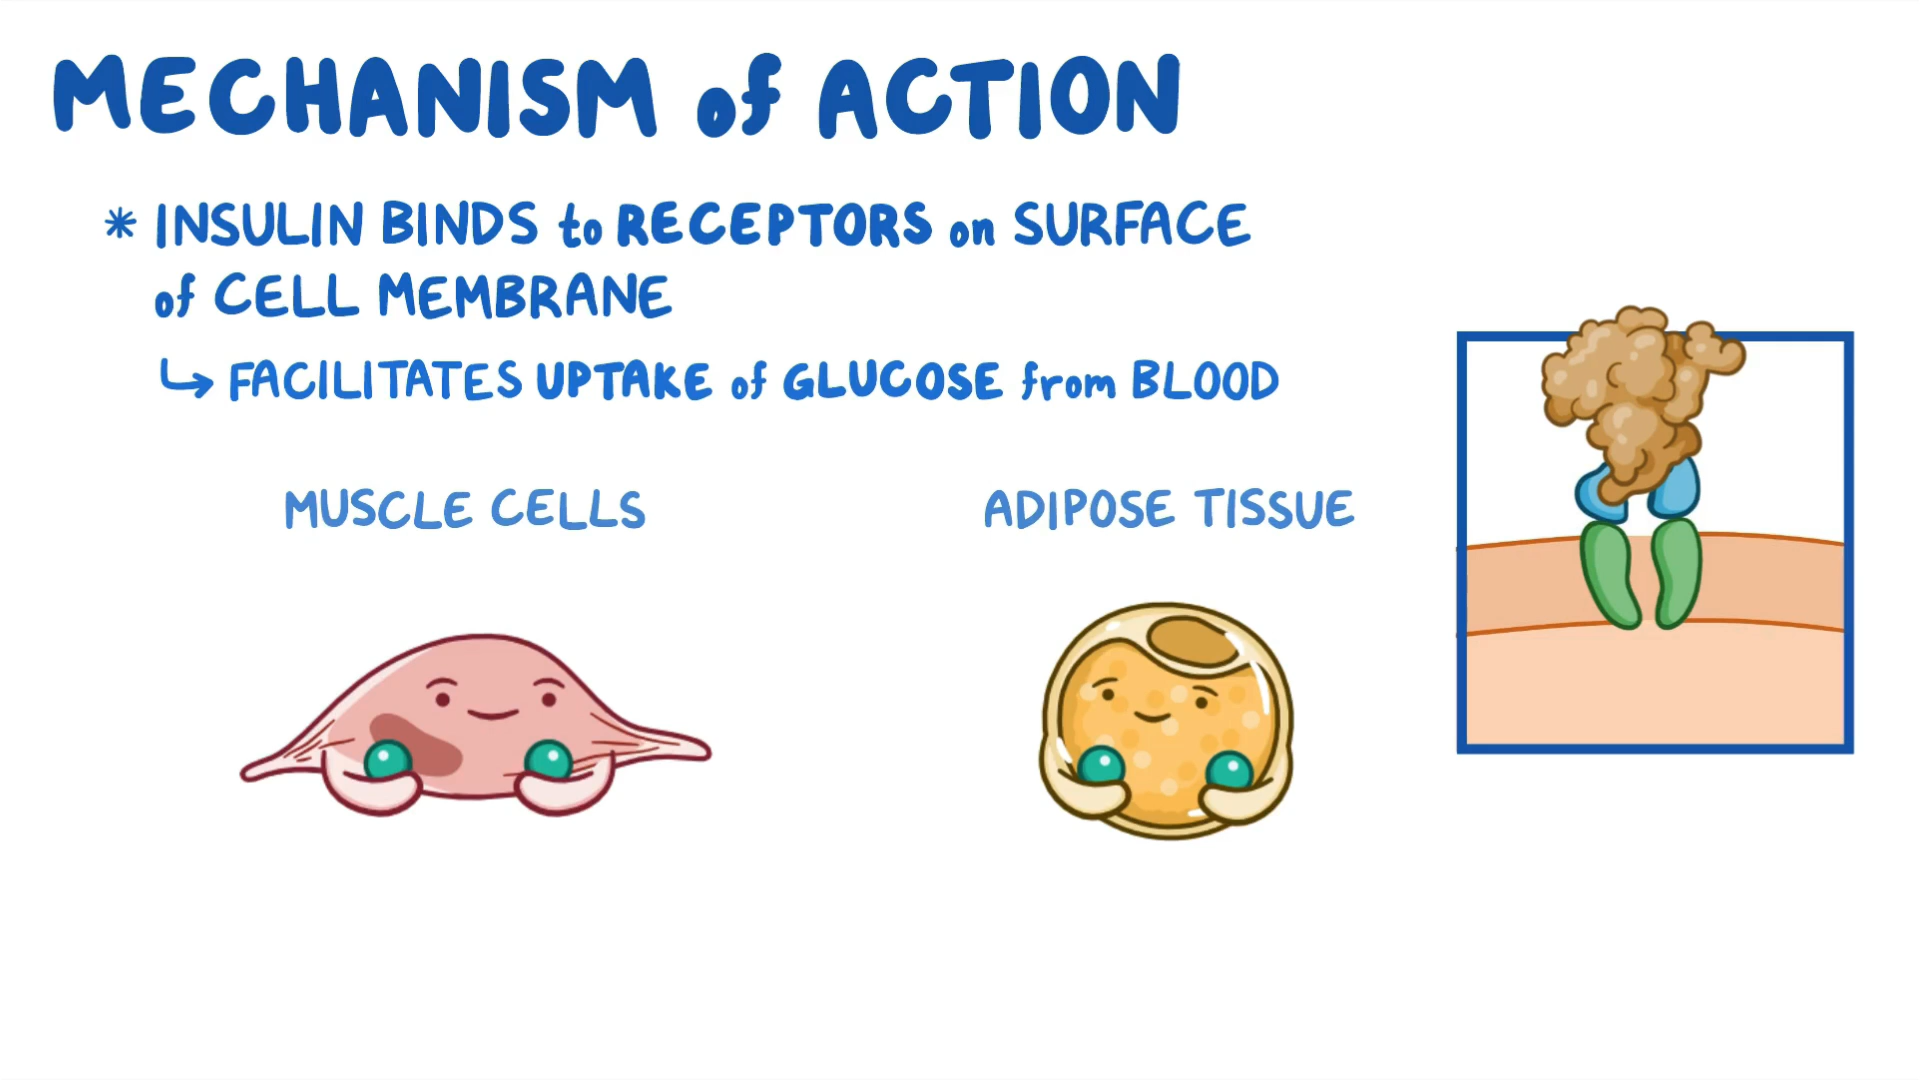 MECHANISM of ACTION
* INSULIN BINDS to RECEPTORS on SURFACE
of CELL MEMBRANE
↳ FACILITATES UPTAKE of GLUCOSE from BLOOD
MUSCLE CELLS
ADIPOSE TISSUE